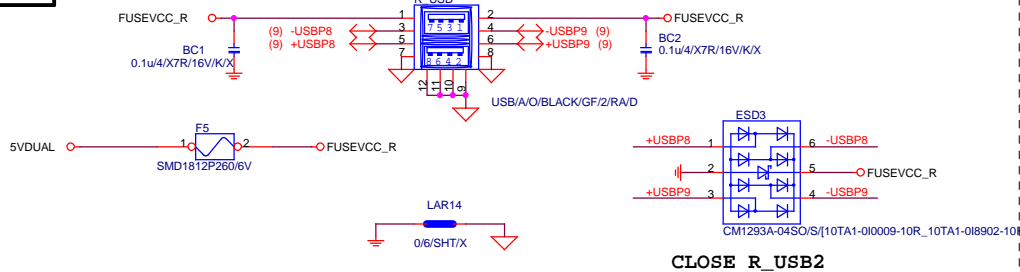 R_USB
FUSEVCC_R
1
2
FUSEVCC_R
(9) -USBP8
3
4
-USBP9 (9)
(9) +USBP8
5
6
+USBP9 (9)
7
8
7 5 3 1
8 6 4 2
BC1
0.1u/4/X7R/16V/K/X
BC2
0.1u/4/X7R/16V/K/X
12
11
10
9
USB/A/O/BLACK/GF/2/RA/D
F5
5VDUAL
1
2
FUSEVCC_R
SMD1812P260/6V
ESD3
+USBP8
1
6
-USBP8
2
5
FUSEVCC_R
+USBP9
3
4
-USBP9
CM1293A-04SO/S/[10TA1-0I0009-10R_10TA1-0I8902-10
LAR14
0/6/SHT/X
CLOSE R_USB2